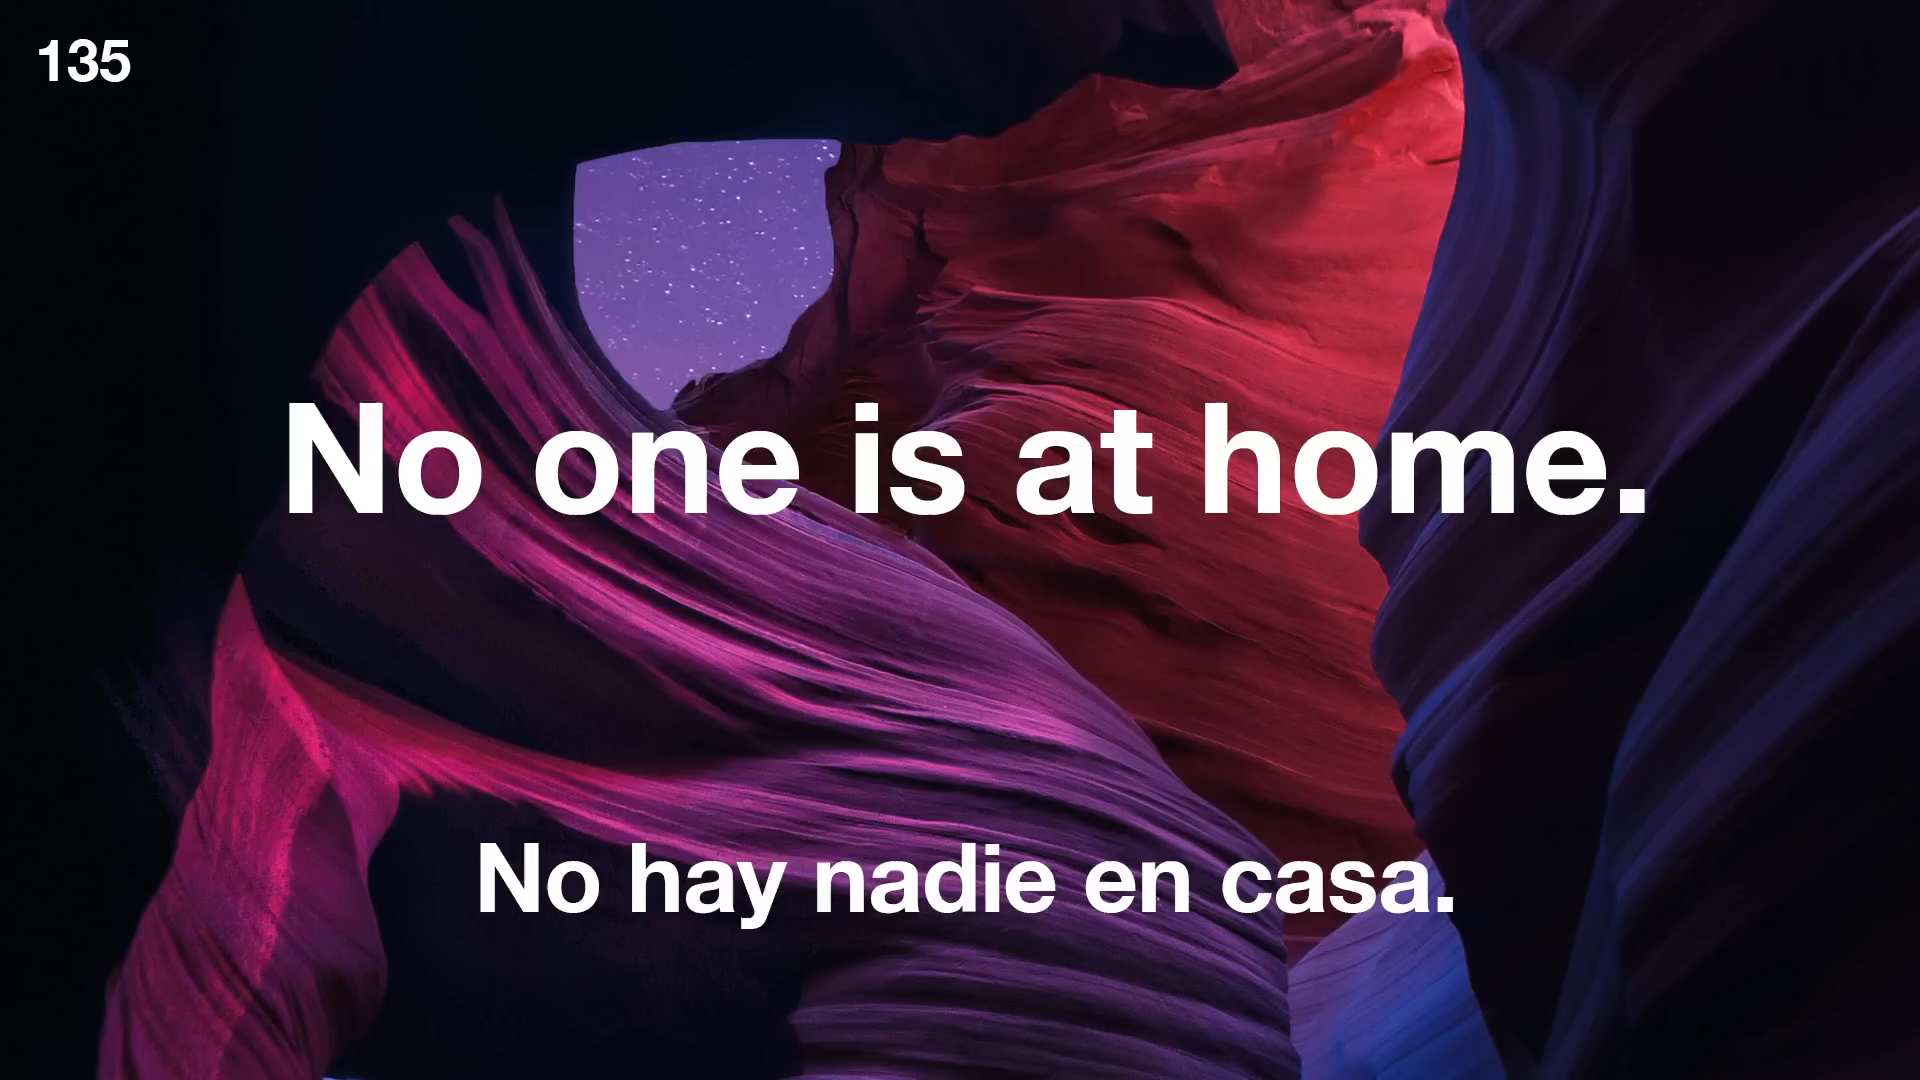 135
No one is at home.
No hay nadie en casa.